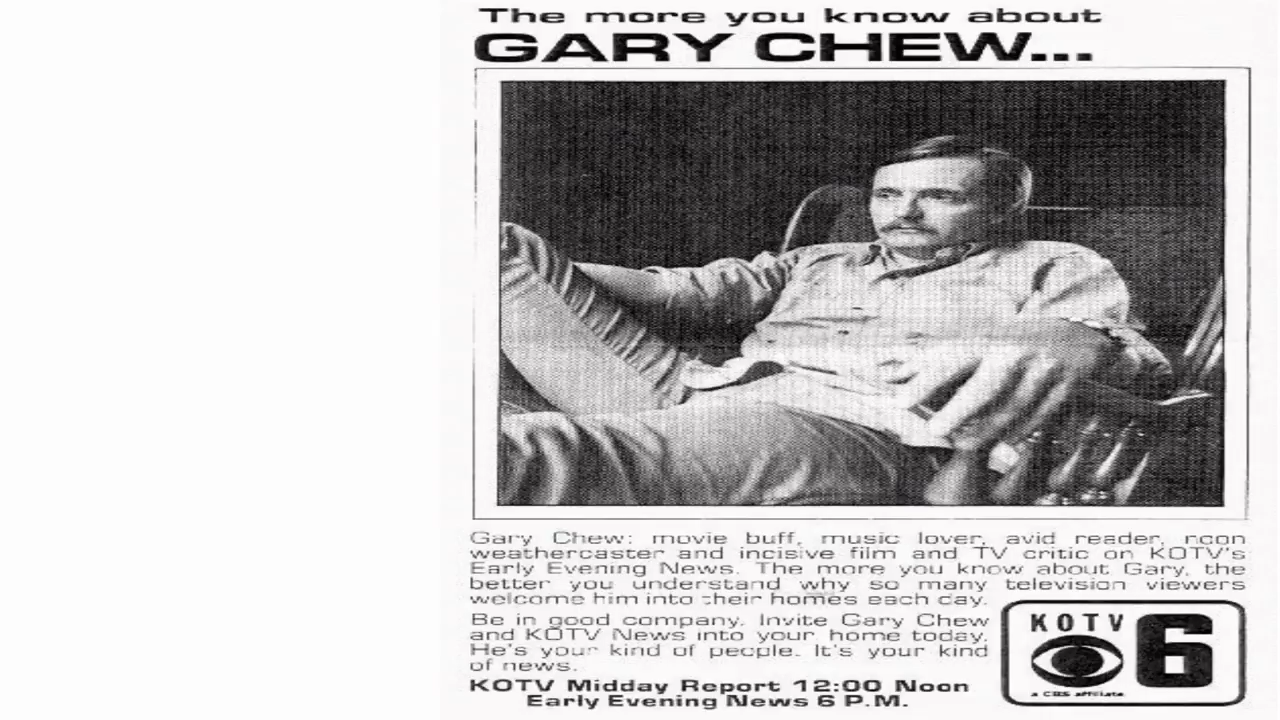 The more you know about
GARY CHEW...
Gary Chew: movie buff, music lover, avid reader, noon
weathercaster and incisive film and TV critic on KOTV's
Early Evening News. The more you know about Gary, the
better you understand why so many television viewers
welcome him into their homes each day.
Be in good company. Invite Gary Chew
and KOTV News into your home today.
He's your kind of people. It's your kind
of news.
KOTV Midday Report 12:00 Noon
Early Evening News 6 P.M.
KOTV 6
a CBS affiliate